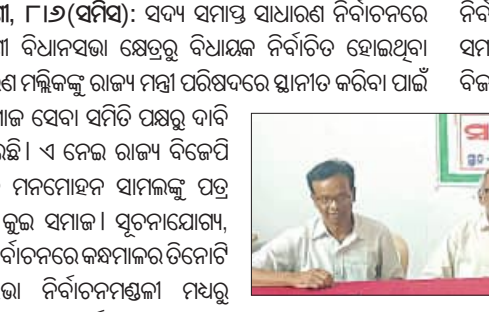 ୀ, ୮।୬(ସମିସ): ସଦ୍ୟ ସମାପ୍ତ ସାଧାରଣ ନିର୍ବାଚନରେ
ୀ ବିଧାନସଭା କ୍ଷେତ୍ରରୁ ବିଧାୟକ ନିର୍ବାଚିତ ହୋଇଥିବା
ମଲ୍ଲିକଙ୍କୁ ରାଜ୍ୟ ମନ୍ତ୍ରୀ ପରିଷଦରେ ସ୍ଥାନୀତ କରିବା ପାଇଁ
ସେବା ସମିତି ପକ୍ଷରୁ ଦାବି
ଏ ନେଇ ରାଜ୍ୟ ବିଜେପି
ମନମୋହନ ସାମଲଙ୍କୁ ପତ୍ର
କୁଇ ସମାଜ। ସୂଚନାଯୋଗ୍ୟ,
ର୍ବାଚନରେ କନ୍ଧମାଳର ତିନୋଟି
ଭା ନିର୍ବାଚନମଣ୍ଡଳୀ ମଧ୍ୟରୁ
ନିର୍ବ
ସମ
ବିଜ